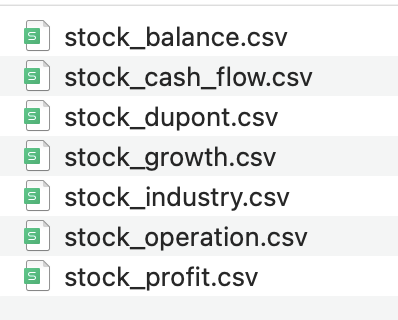 stock_balance.csv
stock_cash_flow.csv
stock_dupont.csv
stock_growth.csv
stock_industry.csv
stock_operation.csv
stock_profit.csv